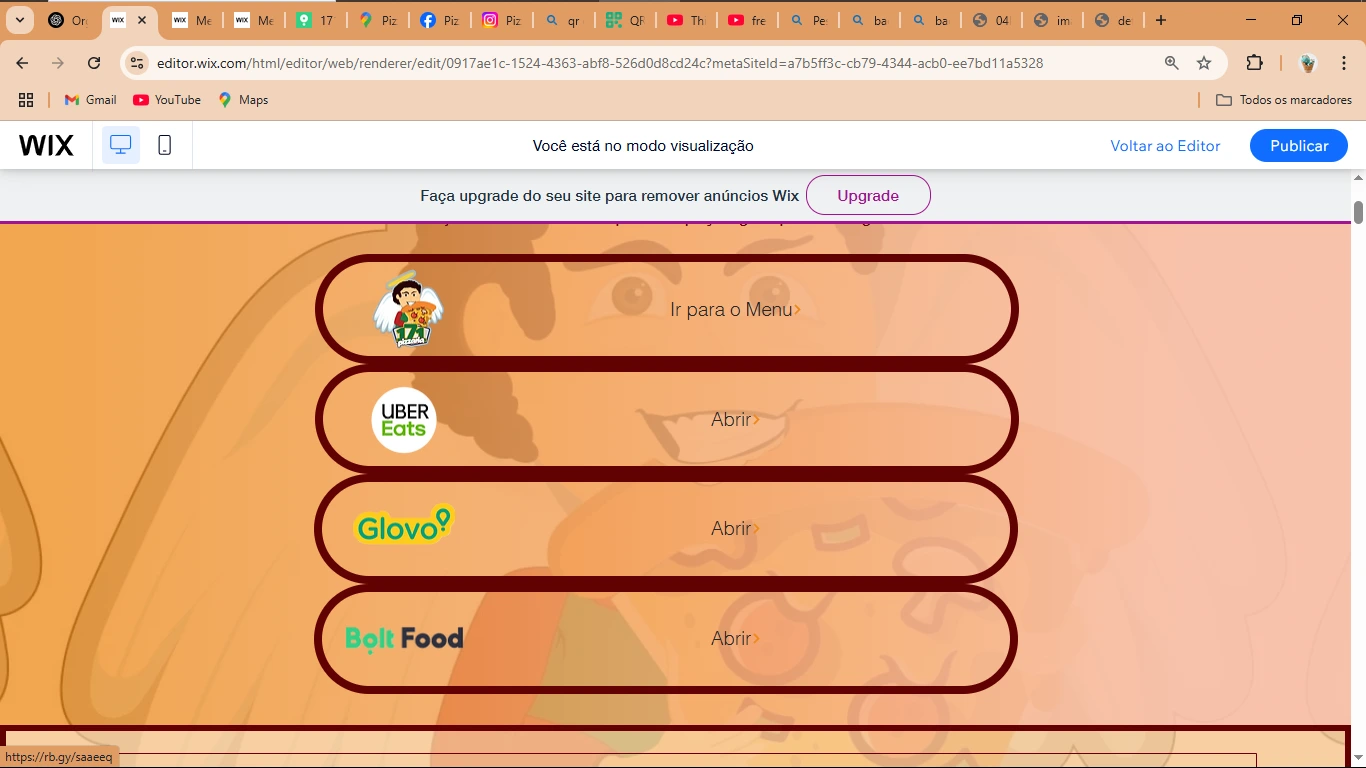 Or
Me
Me
17
Piz
Piz
Piz
qr
QR
Th
fre
Pe
ba
ba
04
im
de
editor.wix.com/html/editor/web/renderer/edit/0917ae1c-1524-4363-abf8-526d0d8cd24c?metaSiteId=a7b5ff3c-cb79-4344-acb0-ee7bd11a5328
Gmail
YouTube
Maps
Todos os marcadores
WIX
Você está no modo visualização
Voltar ao Editor
Publicar
Faça upgrade do seu site para remover anúncios Wix
Upgrade
171
pizzaria
Ir para o Menu>
UBER
Eats
Abrir>
Glovo
Abrir>
Bolt Food
Abrir>
https://rb.gy/saaeeq